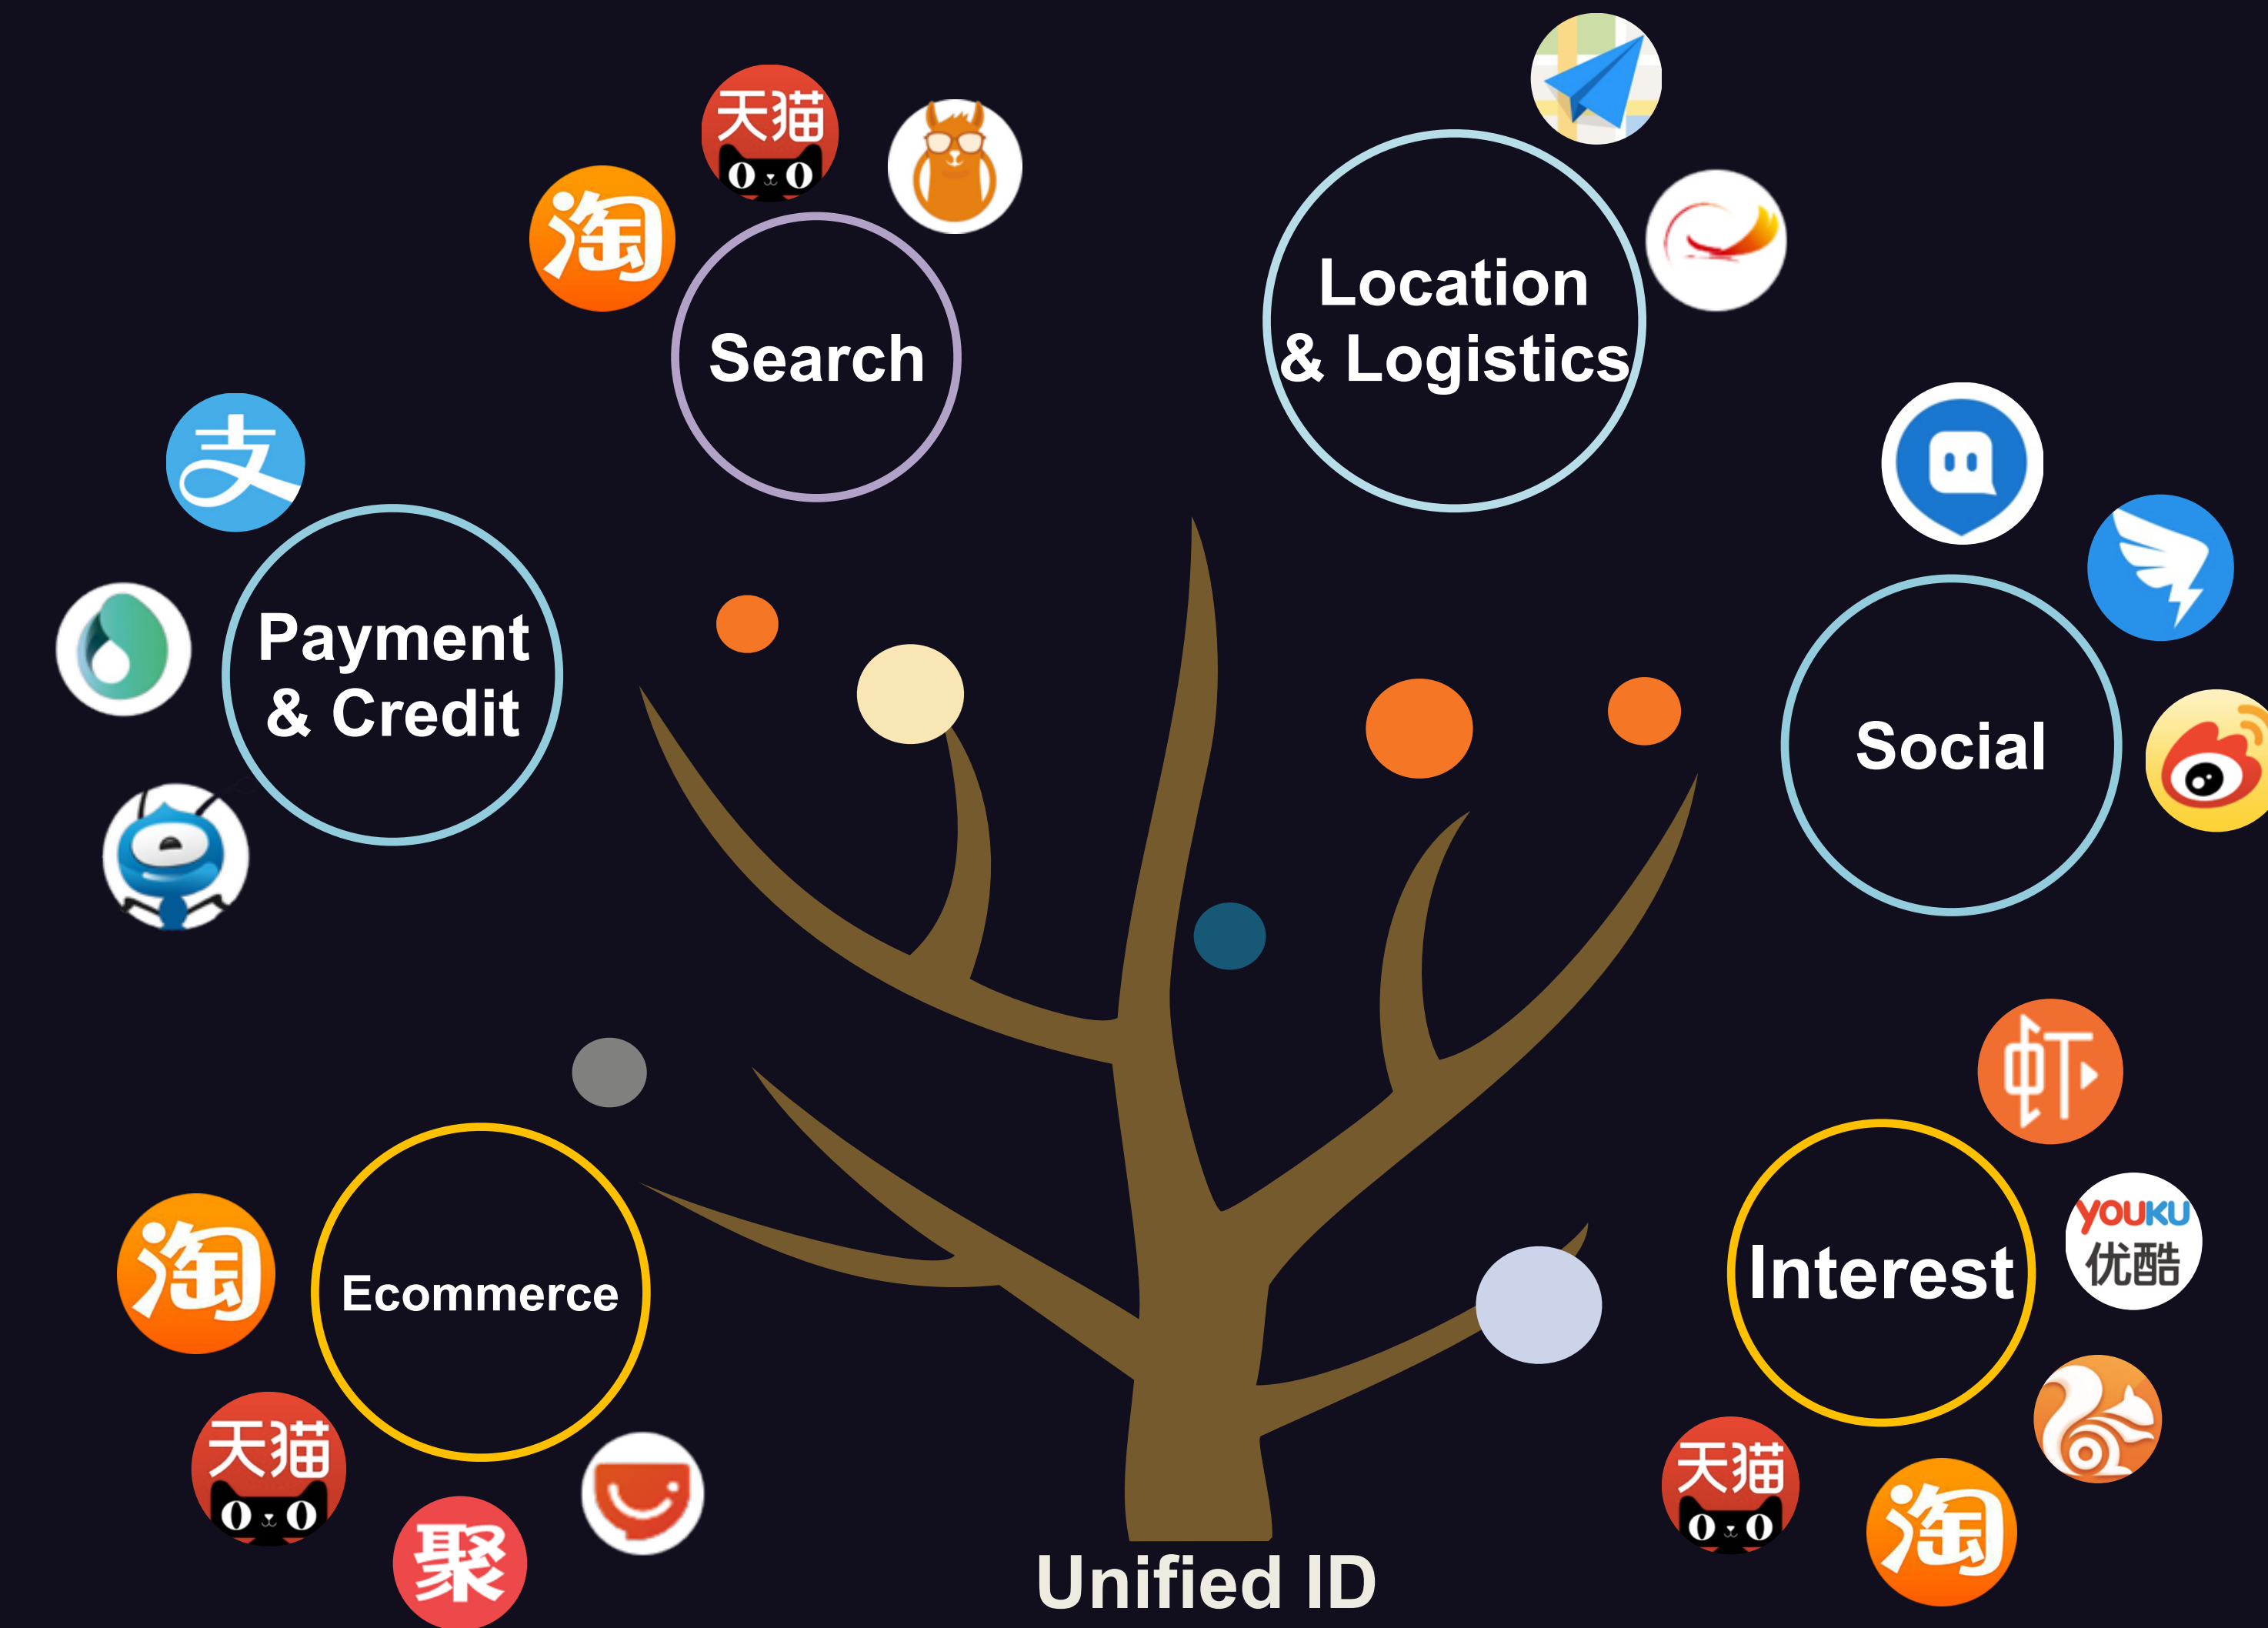 天猫
淘
Search
Location
& Logistics
支
Payment
& Credit
Social
虾
YOUKU
优酷
Interest
淘
Ecommerce
天猫
聚
天猫
淘
Unified ID